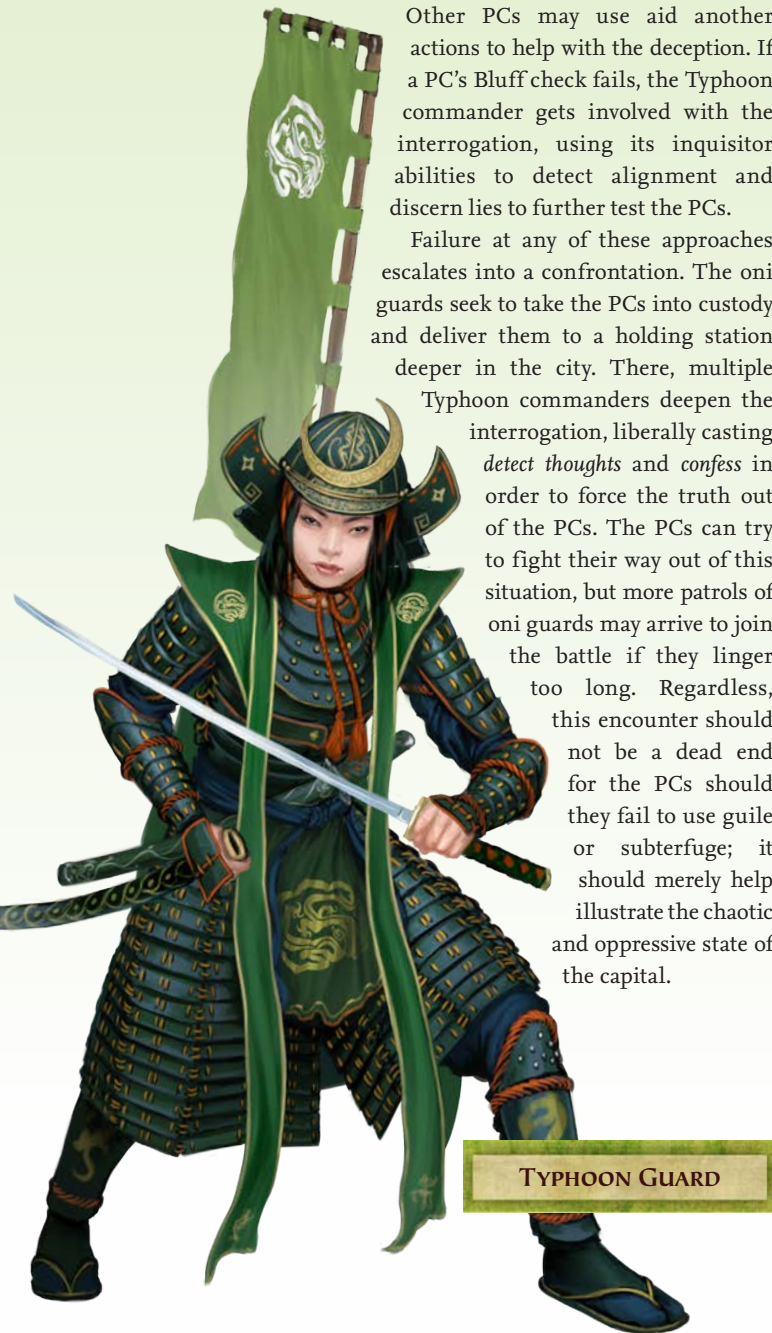 Other PCs may use aid another
actions to help with the deception. If
a PC’s Bluff check fails, the Typhoon
commander gets involved with the
interrogation, using its inquisitor
abilities to detect alignment and
discern lies to further test the PCs.
Failure at any of these approaches
escalates into a confrontation. The oni
guards seek to take the PCs into custody
and deliver them to a holding station
deeper in the city. There, multiple
Typhoon commanders deepen the
interrogation, liberally casting
detect thoughts and confess in
order to force the truth out
of the PCs. The PCs can try
to fight their way out of this
situation, but more patrols of
oni guards may arrive to join
the battle if they linger
too long. Regardless,
this encounter should
not be a dead end
for the PCs should
they fail to use guile
or subterfuge; it
should merely help
illustrate the chaotic
and oppressive state of
the capital.
TYPHOON GUARD